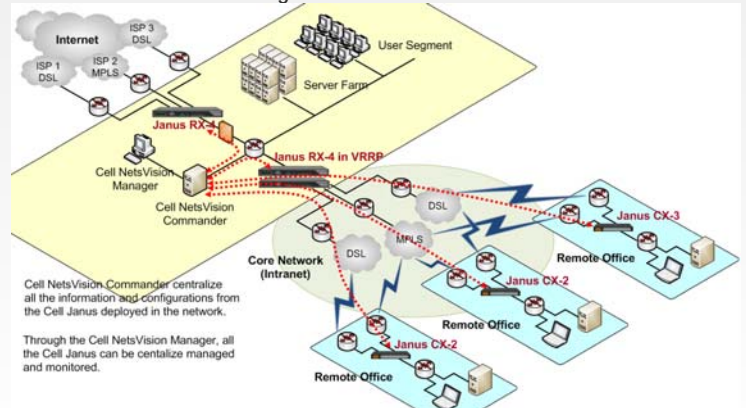 Internet
ISP 3
DSL
ISP 1
DSL
ISP 2
MPLS
User Segment
Server Farm
Janus RX-4
Janus RX-4 in VRRP
Cell NetsVision
Manager
Cell NetsVision
Commander
DSL
MPLS
DSL
Core Network
(Intranet)
Janus CX-3
Remote Office
Janus CX-2
Remote Office
Janus CX-2
Remote Office
Cell NetsVision Commander centralize
all the information and configurations from
the Cell Janus deployed in the network.
Through the Cell NetsVision Manager, all
the Cell Janus can be centalize managed
and monitored.